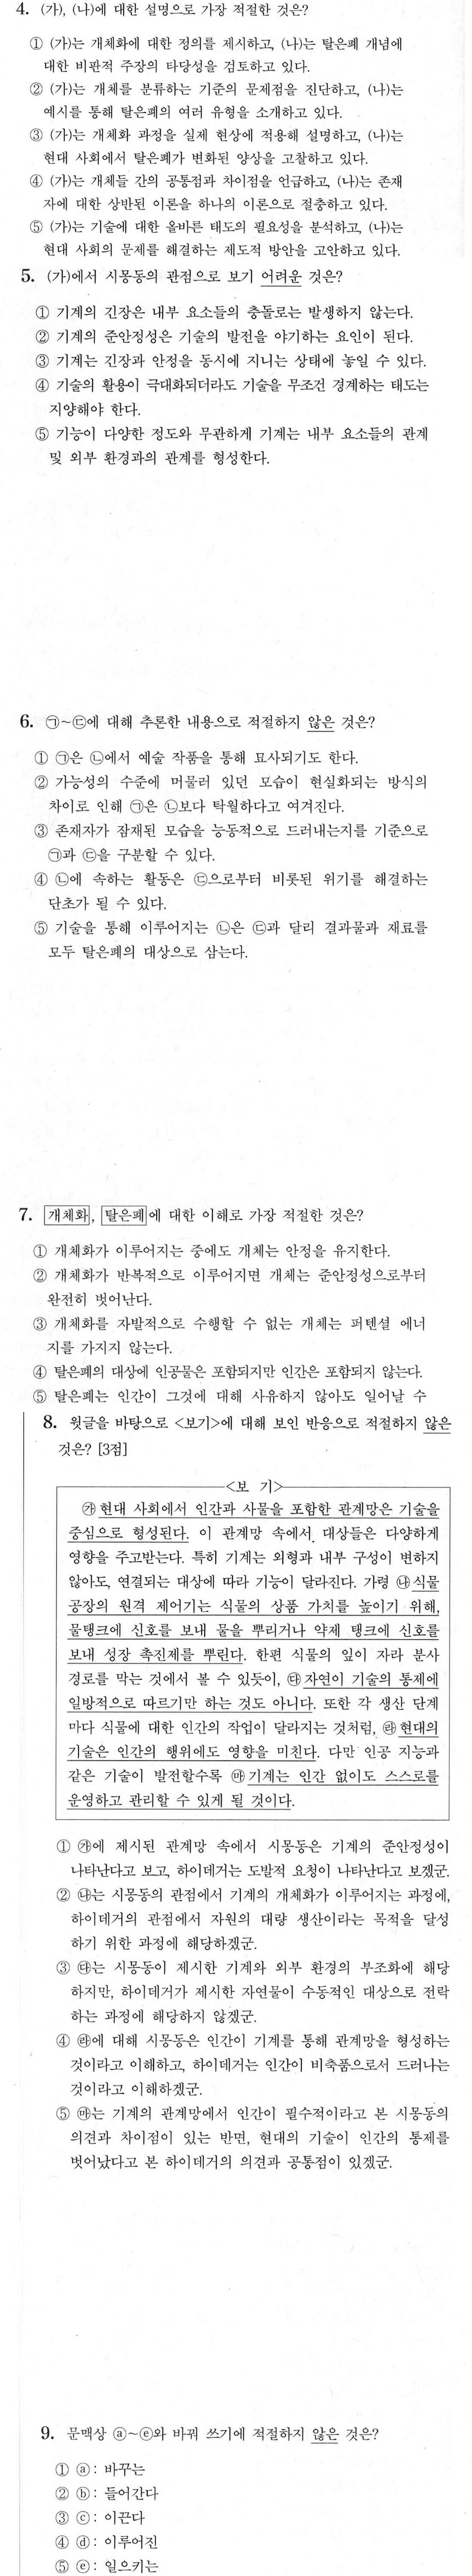 4. (가), (나)에 대한 설명으로 가장 적절한 것은?
① (가)는 개체화에 대한 정의를 제시하고, (나)는 탈은폐 개념에
대한 비판적 주장의 타당성을 검토하고 있다.
② (가)는 개체를 분류하는 기준의 문제점을 진단하고, (나)는
예시를 통해 탈은폐의 여러 유형을 소개하고 있다.
③ (가)는 개체화 과정을 실제 현상에 적용해 설명하고, (나)는
현대 사회에서 탈은폐가 변화된 양상을 고찰하고 있다.
④ (가)는 개체들 간의 공통점과 차이점을 언급하고, (나)는 존재
자에 대한 상반된 이론을 하나의 이론으로 절충하고 있다.
⑤ (가)는 기술에 대한 올바른 태도의 필요성을 분석하고, (나)는
현대 사회의 문제를 해결하는 제도적 방안을 고안하고 있다.
5. (가)에서 시몽동의 관점으로 보기 어려운 것은?
① 기계의 긴장은 내부 요소들의 충돌로는 발생하지 않는다.
② 기계의 준안정성은 기술의 발전을 야기하는 요인이 된다.
③ 기계는 긴장과 안정을 동시에 지니는 상태에 놓일 수 있다.
④ 기술의 활용이 극대화되더라도 기술을 무조건 경계하는 태도는
지양해야 한다.
⑤ 기능이 다양한 정도와 무관하게 기계는 내부 요소들의 관계
및 외부 환경과의 관계를 형성한다.
6. ㉠~㉢에 대해 추론한 내용으로 적절하지 않은 것은?
① ㉠은 ㉡에서 예술 작품을 통해 묘사되기도 한다.
② 가능성의 수준에 머물러 있던 모습이 현실화되는 방식의
차이로 인해 ㉠은 ㉡보다 탁월하다고 여겨진다.
③ 존재자가 잠재된 모습을 능동적으로 드러내는지를 기준으로
㉠과 ㉢을 구분할 수 있다.
④ ㉡에 속하는 활동은 ㉢으로부터 비롯된 위기를 해결하는
단초가 될 수 있다.
⑤ 기술을 통해 이루어지는 ㉡은 ㉢과 달리 결과물과 재료를
모두 탈은폐의 대상으로 삼는다.
7. 개체화, 탈은폐에 대한 이해로 가장 적절한 것은?
① 개체화가 이루어지는 중에도 개체는 안정을 유지한다.
② 개체화가 반복적으로 이루어지면 개체는 준안정성으로부터
완전히 벗어난다.
③ 개체화를 자발적으로 수행할 수 없는 개체는 퍼텐셜 에너
지를 가지지 않는다.
④ 탈은폐의 대상에 인공물은 포함되지만 인간은 포함되지 않는다.
⑤ 탈은폐는 인간이 그것에 대해 사유하지 않아도 일어날 수
8. 윗글을 바탕으로 <보기>에 대해 보인 반응으로 적절하지 않은
것은? [3점]
<보 기>
㉮ 현대 사회에서 인간과 사물을 포함한 관계망은 기술을
중심으로 형성된다. 이 관계망 속에서 대상들은 다양하게
영향을 주고받는다. 특히 기계는 외형과 내부 구성이 변하지
않아도, 연결되는 대상에 따라 기능이 달라진다. 가령 ㉯ 식물
공장의 원격 제어기는 식물의 상품 가치를 높이기 위해,
물탱크에 신호를 보내 물을 뿌리거나 약제 탱크에 신호를
보내 성장 촉진제를 뿌린다. 한편 식물의 잎이 자라 분사
경로를 막는 것에서 볼 수 있듯이, ㉰ 자연이 기술의 통제에
일방적으로 따르기만 하는 것도 아니다. 또한 각 생산 단계
마다 식물에 대한 인간의 작업이 달라지는 것처럼, ㉱ 현대의
기술은 인간의 행위에도 영향을 미친다. 다만 인공 지능과
같은 기술이 발전할수록 ㉲ 기계는 인간 없이도 스스로를
운영하고 관리할 수 있게 될 것이다.
① ㉮에 제시된 관계망 속에서 시몽동은 기계의 준안정성이
나타난다고 보고, 하이데거는 도발적 요청이 나타난다고 보겠군.
② ㉯는 시몽동의 관점에서 기계의 개체화가 이루어지는 과정에,
하이데거의 관점에서 자원의 대량 생산이라는 목적을 달성
하기 위한 과정에 해당하겠군.
③ ㉰는 시몽동이 제시한 기계와 외부 환경의 부조화에 해당
하지만, 하이데거가 제시한 자연물이 수동적인 대상으로 전락
하는 과정에 해당하지 않겠군.
④ ㉱에 대해 시몽동은 인간이 기계를 통해 관계망을 형성하는
것이라고 이해하고, 하이데거는 인간이 비축품으로서 드러나는
것이라고 이해하겠군.
⑤ ㉲는 기계의 관계망에서 인간이 필수적이라고 본 시몽동의
의견과 차이점이 있는 반면, 현대의 기술이 인간의 통제를
벗어났다고 본 하이데거의 의견과 공통점이 있겠군.
9. 문맥상 ⓐ~ⓔ와 바꿔 쓰기에 적절하지 않은 것은?
① ⓐ: 바꾸는
② ⓑ: 들어간다
③ ⓒ: 이끈다
④ ⓓ: 이루어진
⑤ ⓔ: 일으키는